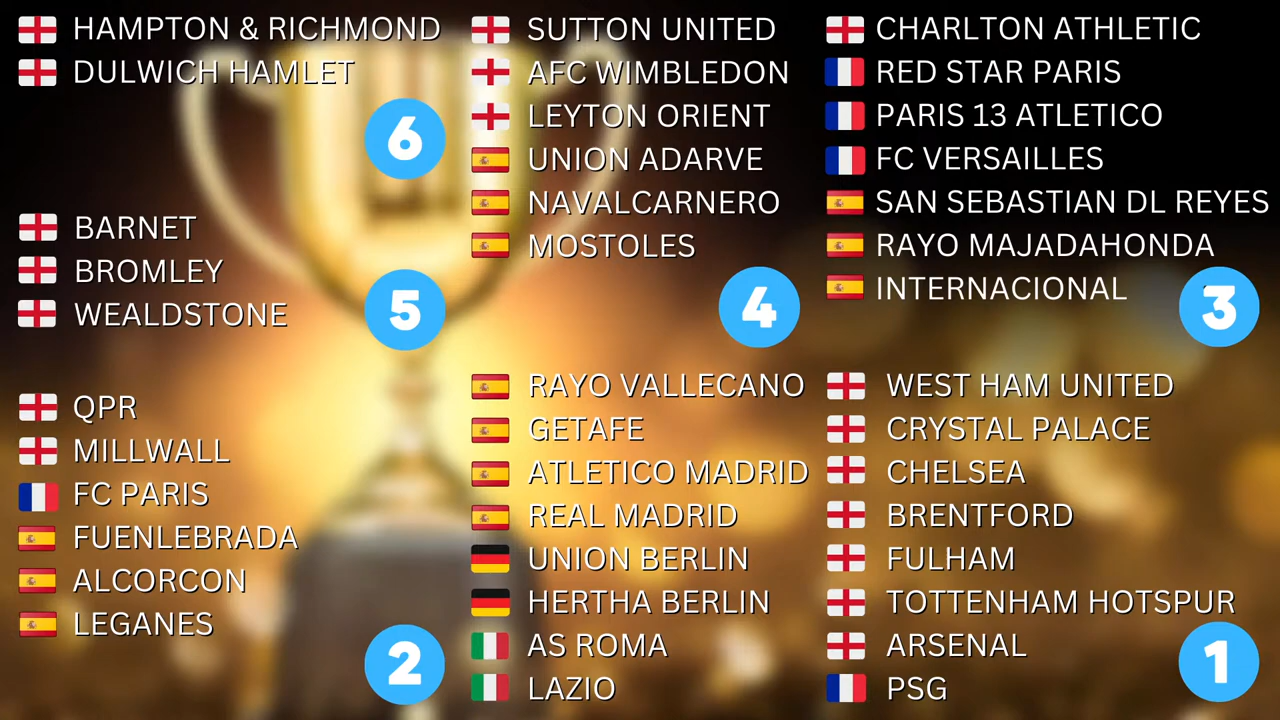 HAMPTON & RICHMOND
DULWICH HAMLET
6
BARNET
BROMLEY
WEALDSTONE
5
SUTTON UNITED
AFC WIMBLEDON
LEYTON ORIENT
UNION ADARVE
NAVALCARNERO
MOSTOLES
4
CHARLTON ATHLETIC
RED STAR PARIS
PARIS 13 ATLETICO
FC VERSAILLES
SAN SEBASTIAN DL REYES
RAYO MAJADAHONDA
INTERNACIONAL
3
QPR
MILLWALL
FC PARIS
FUENLEBRADA
ALCORCON
LEGANES
2
RAYO VALLECANO
GETAFE
ATLETICO MADRID
REAL MADRID
UNION BERLIN
HERTHA BERLIN
AS ROMA
LAZIO
WEST HAM UNITED
CRYSTAL PALACE
CHELSEA
BRENTFORD
FULHAM
TOTTENHAM HOTSPUR
ARSENAL
PSG
1